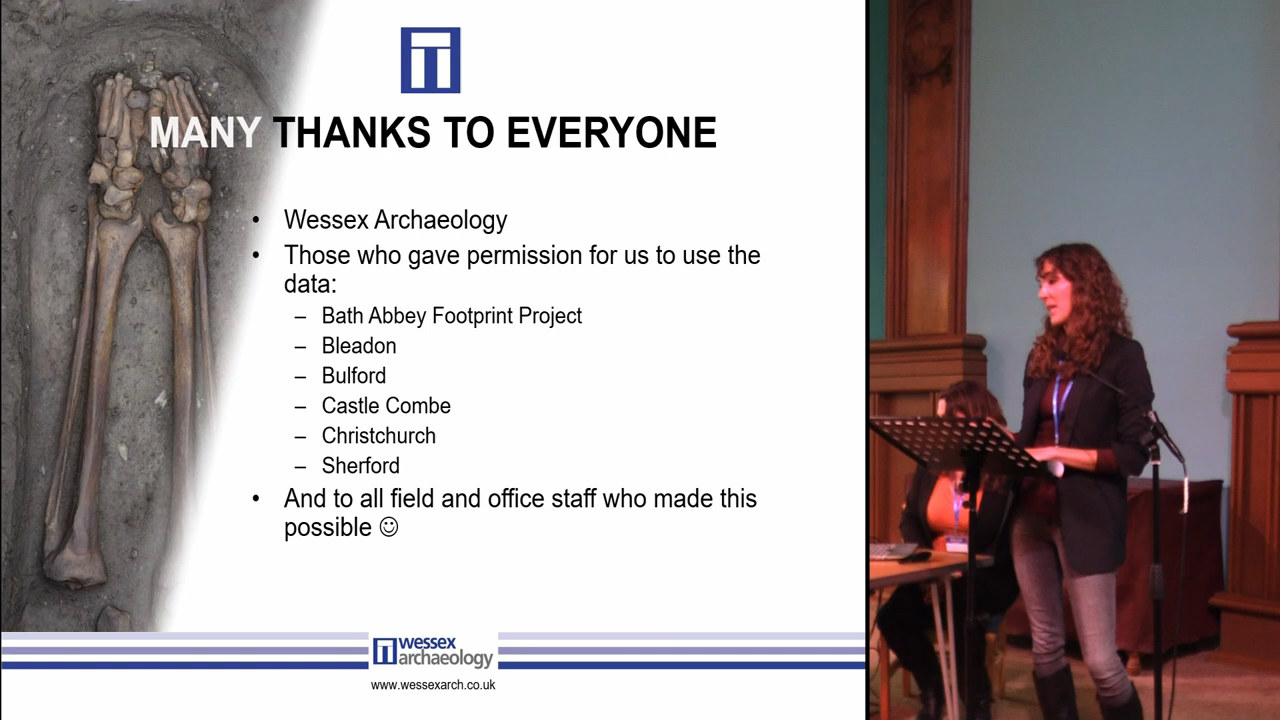 MANY THANKS TO EVERYONE
• Wessex Archaeology
• Those who gave permission for us to use the
data:
– Bath Abbey Footprint Project
– Bleadon
– Bulford
– Castle Combe
– Christchurch
– Sherford
• And to all field and office staff who made this
possible ☺
wessex
archaeology
www.wessexarch.co.uk